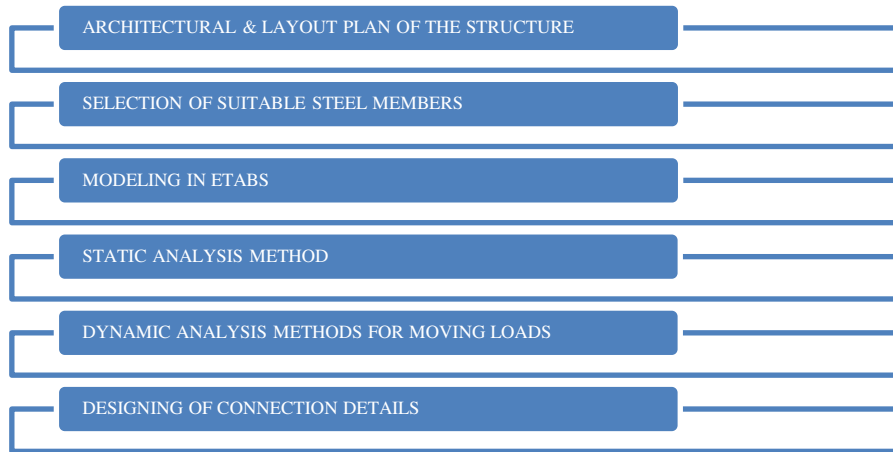 ARCHITECTURAL & LAYOUT PLAN OF THE STRUCTURE
SELECTION OF SUITABLE STEEL MEMBERS
MODELING IN ETABS
STATIC ANALYSIS METHOD
DYNAMIC ANALYSIS METHODS FOR MOVING LOADS
DESIGNING OF CONNECTION DETAILS